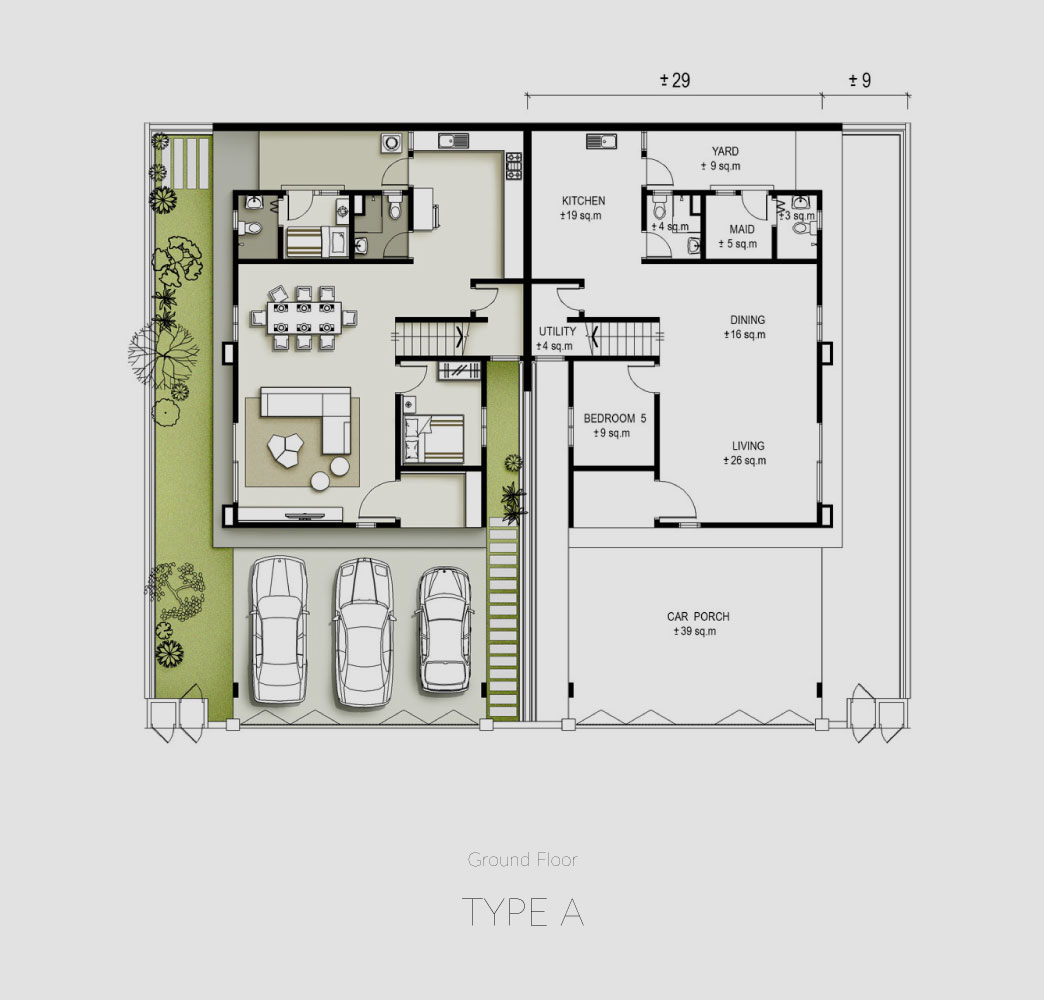 ± 29
± 9
YARD
± 9 sq.m
KITCHEN
±19 sq.m
± 4 sq.m
MAID
± 5 sq.m
±3 sq.m
DINING
±16 sq.m
UTILITY
±4 sq.m
BEDROOM 5
±9 sq.m
LIVING
± 26 sq.m
CAR PORCH
±39 sq.m
Ground Floor
TYPE A